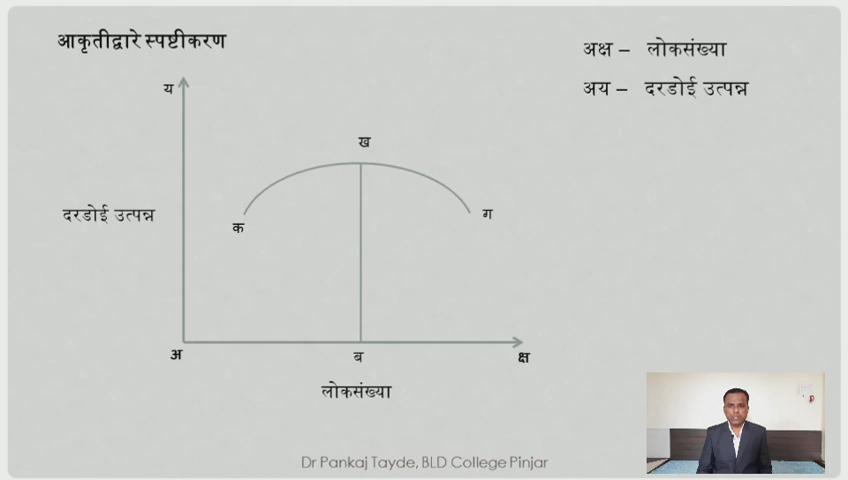 आकृतीद्वारे स्पष्टीकरण
अक्ष – लोकसंख्या
अय – दरडोई उत्पन्न
य
ख
दरडोई उत्पन्न
क
ग
अ
ब
क्ष
लोकसंख्या
Dr Pankaj Tayde, BLD College Pinjar